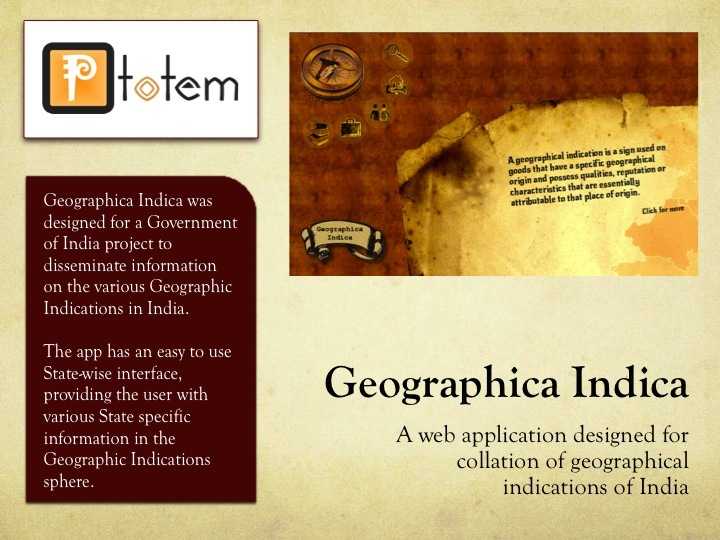 totem
Geographica Indica was
designed for a Government
of India project to
disseminate information
on the various Geographic
Indications in India.
The app has an easy to use
State-wise interface,
providing the user with
various State specific
information in the
Geographic Indications
sphere.
A geographical indication is a sign used on
goods that have a specific geographical
origin and possess qualities, reputation or
characteristics that are essentially
attributable to that place of origin.
Click for more
Geographica
Indica
Geographica Indica
A web application designed for
collation of geographical
indications of India